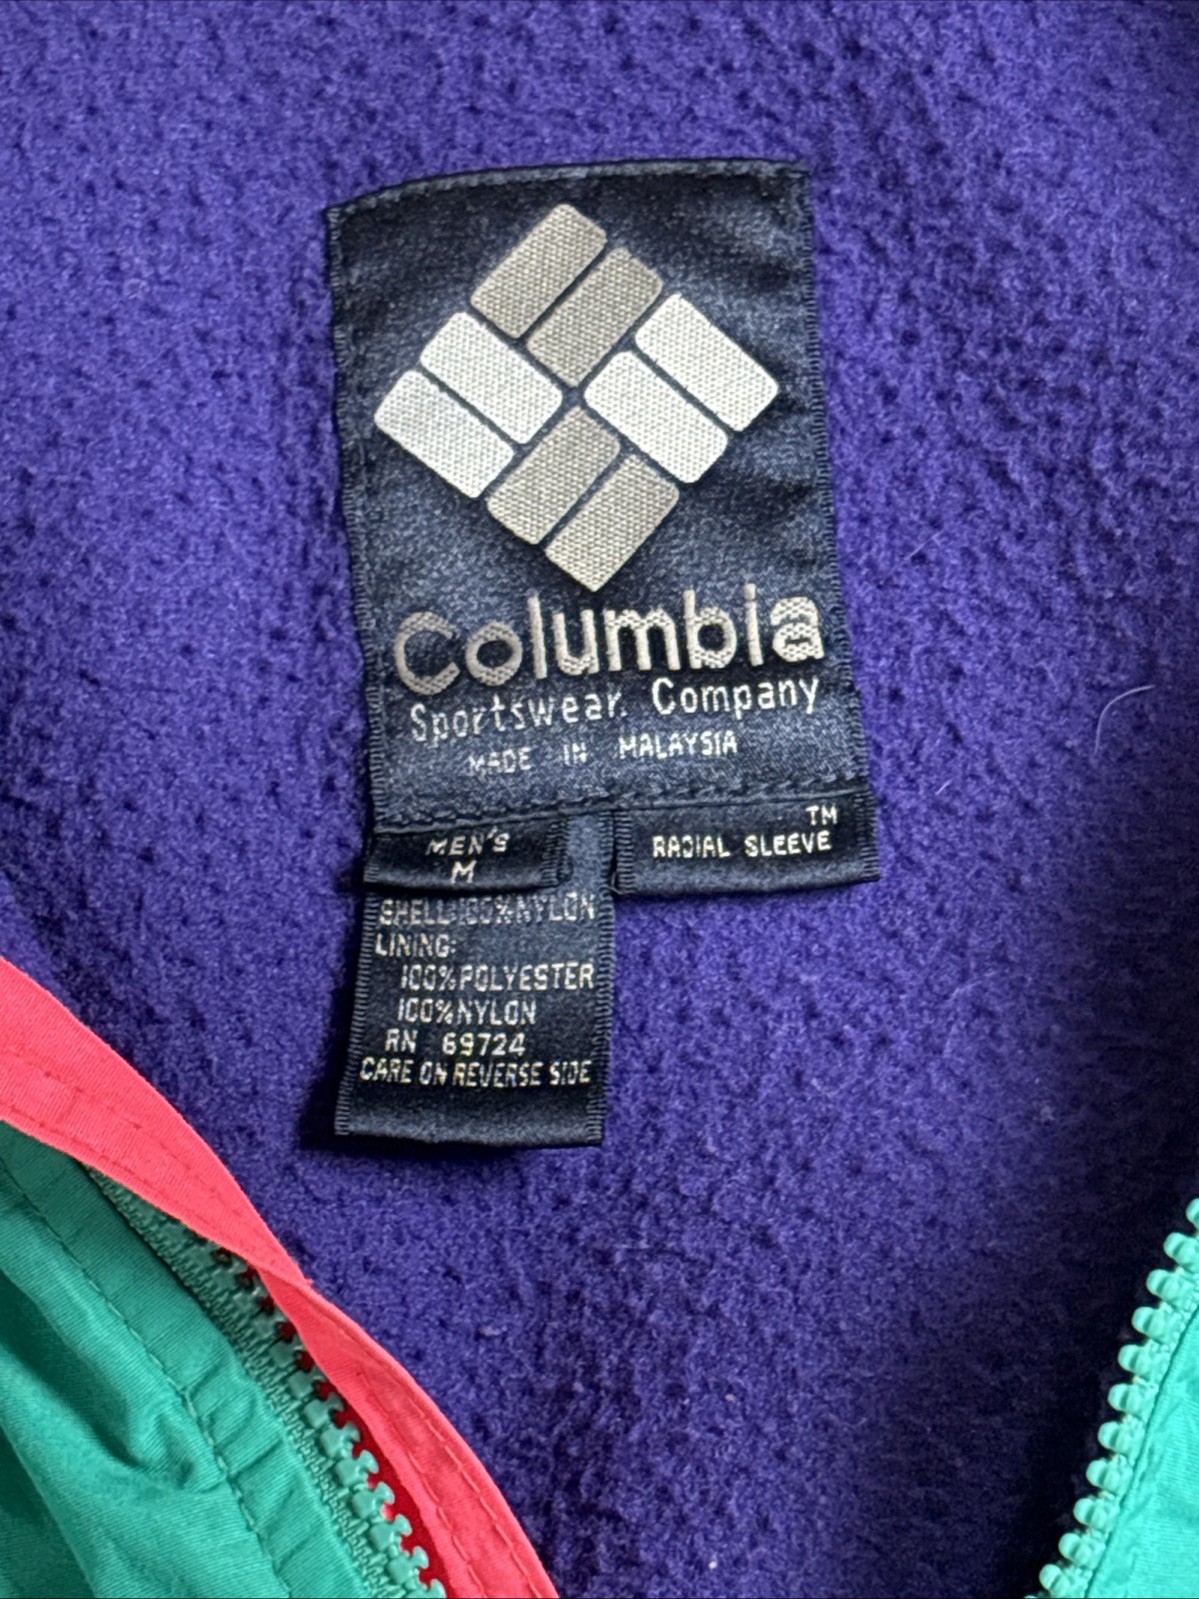 Columbia
Sportswear Company
MADE IN MALAYSIA
MEN'S
M
TM
RADIAL SLEEVE
SHELL:100%NYLON
LINING:
100%POLYESTER
100%NYLON
RN 69724
CARE ON REVERSE SIDE